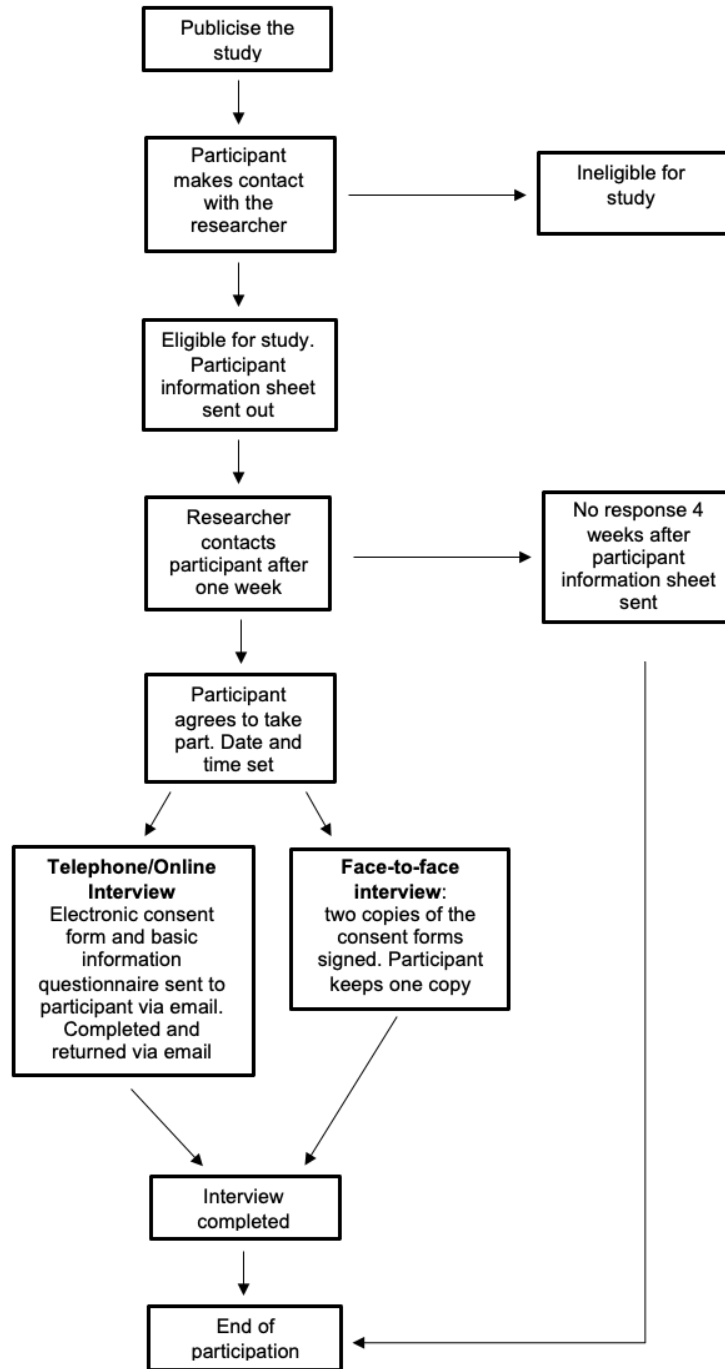 Publicise the
study
Participant
makes contact
with the
researcher
Ineligible for
study
Eligible for study.
Participant
information sheet
sent out
Researcher
contacts
participant after
one week
No response 4
weeks after
participant
information sheet
sent
Participant
agrees to take
part. Date and
time set
Telephone/Online
Interview
Electronic consent
form and basic
information
questionnaire sent to
participant via email.
Completed and
returned via email
Face-to-face
interview:
two copies of the
consent forms
signed. Participant
keeps one copy
Interview
completed
End of
participation